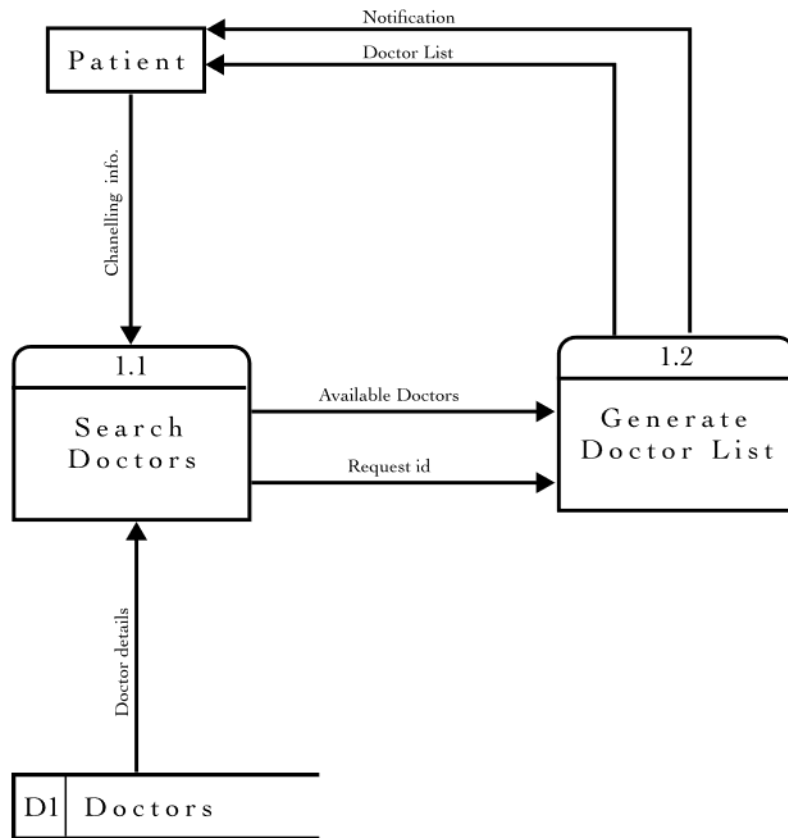 Notification
Doctor List
Patient
Chanelling info.
1.1
Search
Doctors
Available Doctors
Request id
1.2
Generate
Doctor List
Doctor details
D1 Doctors